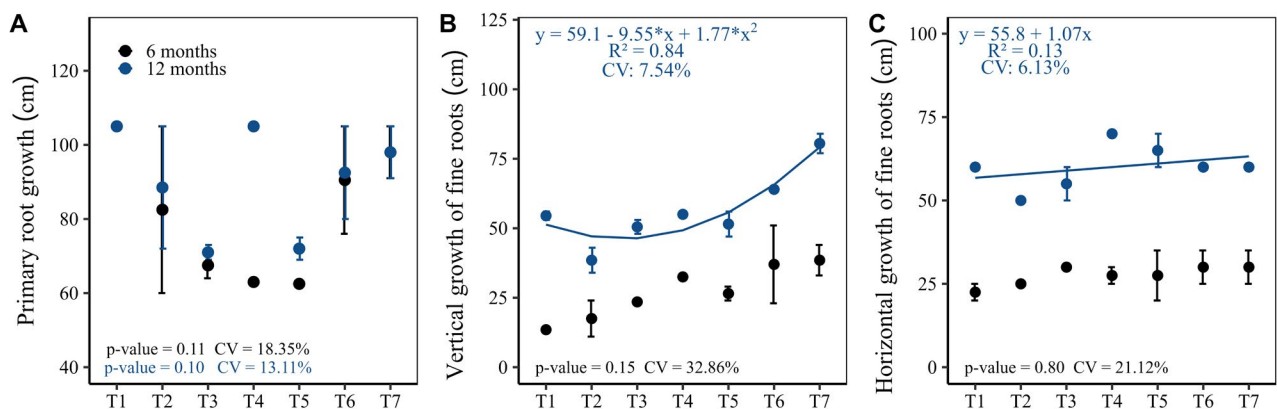 A
Primary root growth (cm)
6 months
12 months
120
100
80
60
40
p-value = 0.11 CV = 18.35%
p-value = 0.10 CV = 13.11%
T1 T2 T3 T4 T5 T6 T7
B
Vertical growth of fine roots (cm)
y = 59.1 - 9.55*x + 1.77*x²
R² = 0.84
CV: 7.54%
125
100
75
50
25
0
p-value = 0.15 CV = 32.86%
T1 T2 T3 T4 T5 T6 T7
C
Horizontal growth of fine roots (cm)
y = 55.8 + 1.07x
R² = 0.13
CV: 6.13%
100
75
50
25
0
p-value = 0.80 CV = 21.12%
T1 T2 T3 T4 T5 T6 T7